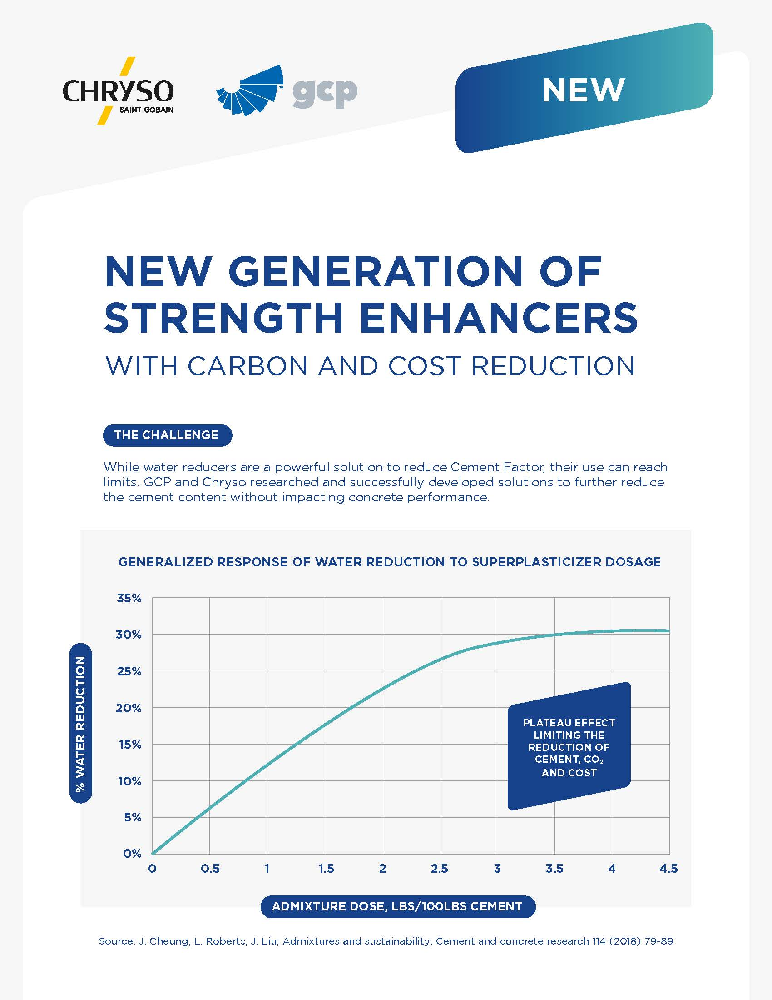 CHRYSO
SAINT-GOBAIN
gcp
™
NEW
NEW GENERATION OF
STRENGTH ENHANCERS
WITH CARBON AND COST REDUCTION
THE CHALLENGE
While water reducers are a powerful solution to reduce Cement Factor, their use can reach
limits. GCP and Chryso researched and successfully developed solutions to further reduce
the cement content without impacting concrete performance.
GENERALIZED RESPONSE OF WATER REDUCTION TO SUPERPLASTICIZER DOSAGE
% WATER REDUCTION
35%
30%
25%
20%
15%
10%
5%
0%
PLATEAU EFFECT
LIMITING THE
REDUCTION OF
CEMENT, CO₂
AND COST
0 0.5 1 1.5 2 2.5 3 3.5 4 4.5
ADMIXTURE DOSE, LBS/100LBS CEMENT
Source: J. Cheung, L. Roberts, J. Liu; Admixtures and sustainability; Cement and concrete research 114 (2018) 79-89